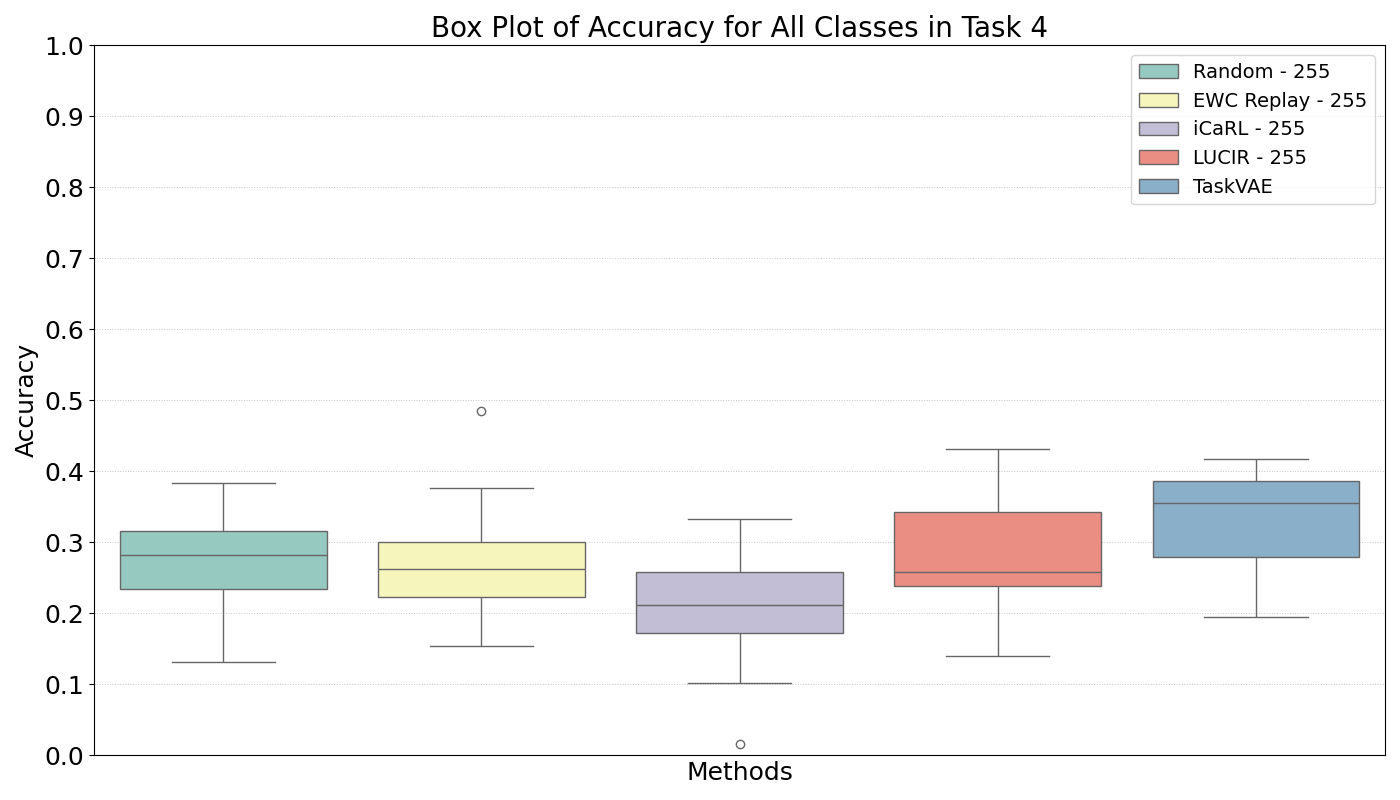 Box Plot of Accuracy for All Classes in Task 4
1.0
0.9
0.8
0.7
0.6
0.5
0.4
0.3
0.2
0.1
0.0
Accuracy
Methods
Random - 255
EWC Replay - 255
iCaRL - 255
LUCIR - 255
TaskVAE